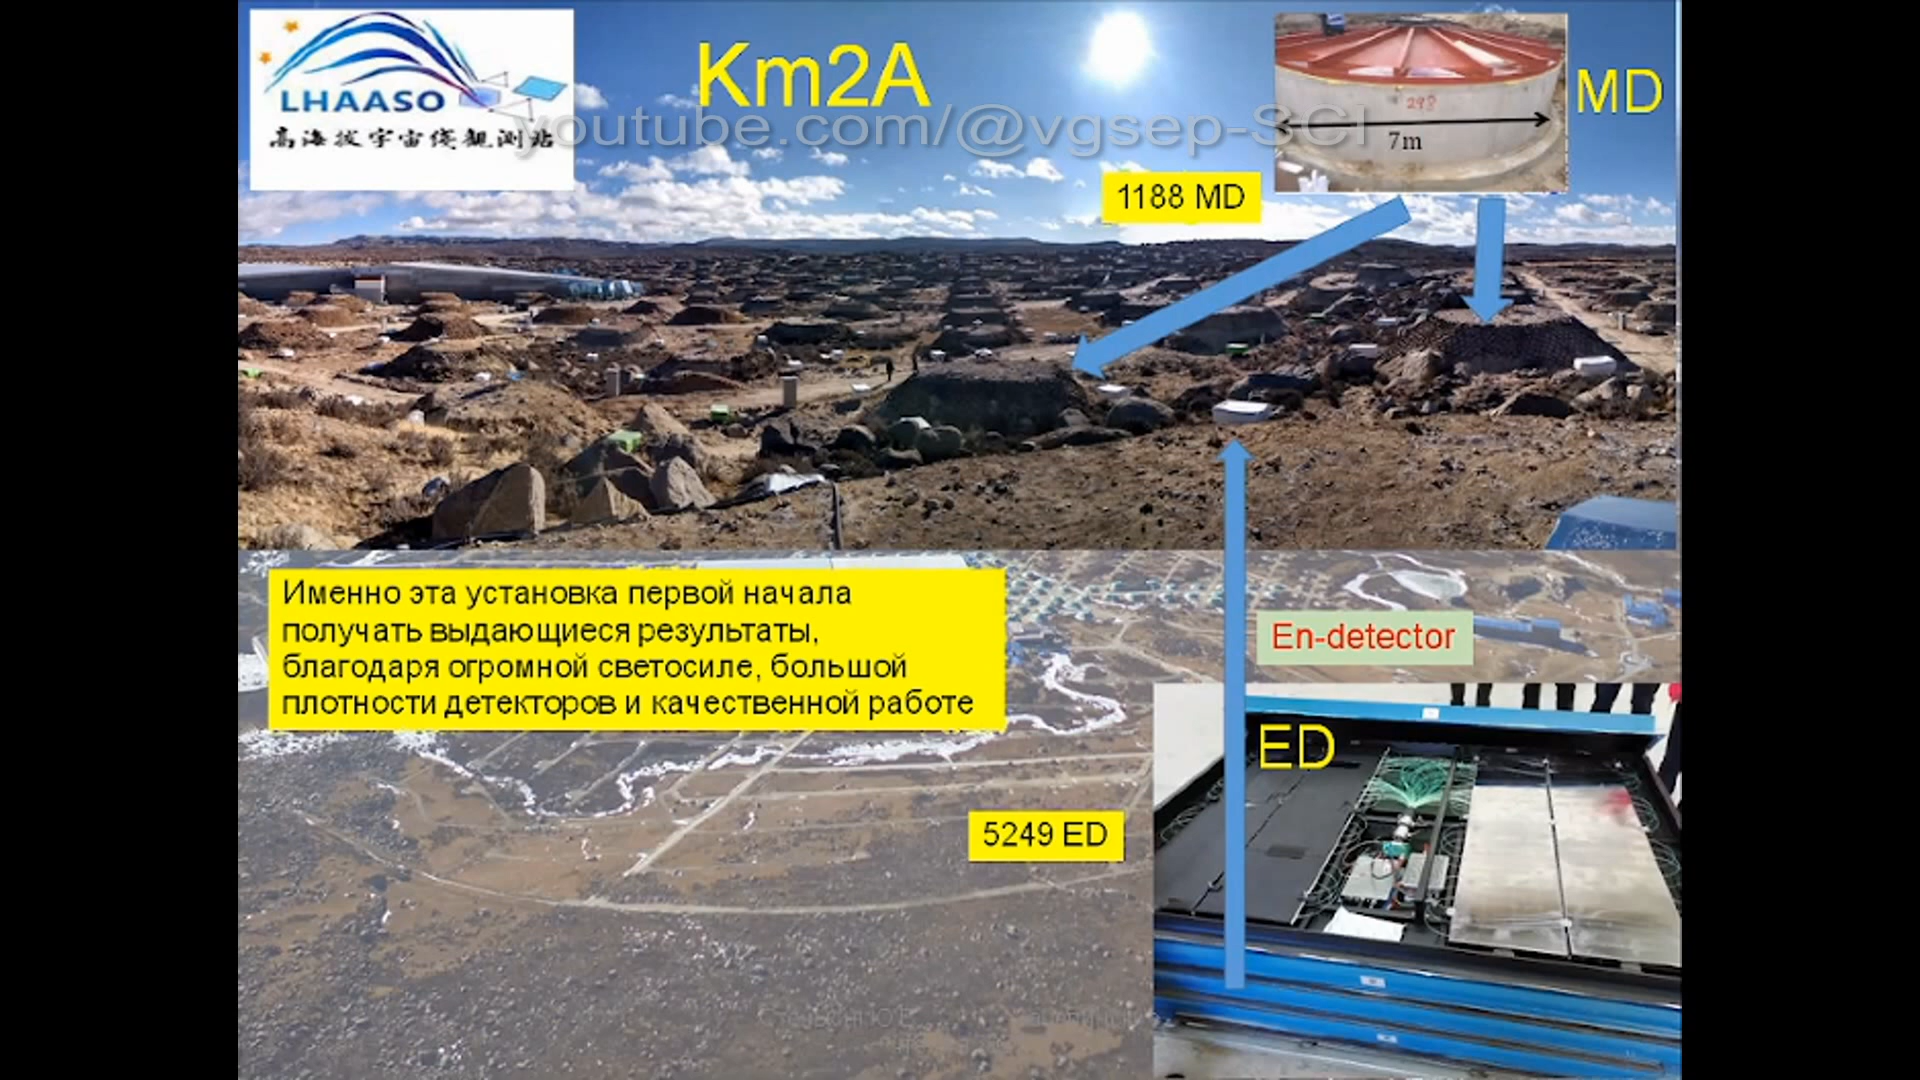 LHAASO
高海拔宇宙线观测站
Km2A
youtube.com/@vgsep-SCI
298
7m
MD
1188 MD
Именно эта установка первой начала
получать выдающиеся результаты,
благодаря огромной светосиле, большой
плотности детекторов и качественной работе
En-detector
ED
5249 ED